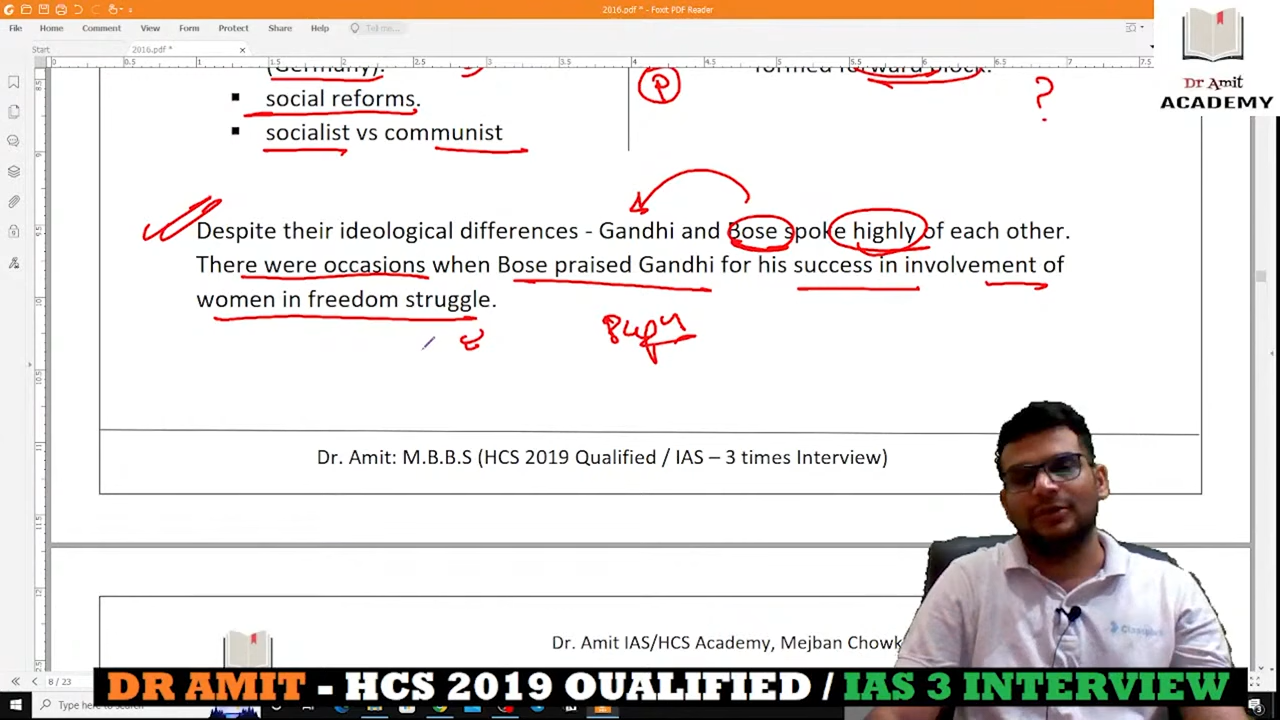 2016.pdf * - Foxit PDF Reader
File Home Comment View Form Protect Share Help Tell me...
Start 2016.pdf *
Dr Amit
ACADEMY
(Germany).
formed forward block.
P
?
▪ social reforms.
▪ socialist vs communist
Despite their ideological differences - Gandhi and Bose spoke highly of each other.
There were occasions when Bose praised Gandhi for his success in involvement of
women in freedom struggle.
Dr. Amit: M.B.B.S (HCS 2019 Qualified / IAS – 3 times Interview)
Dr. Amit IAS/HCS Academy, Mejban Chowk
8 / 23
DR AMIT - HCS 2019 QUALIFIED / IAS 3 INTERVIEW
Type here to search